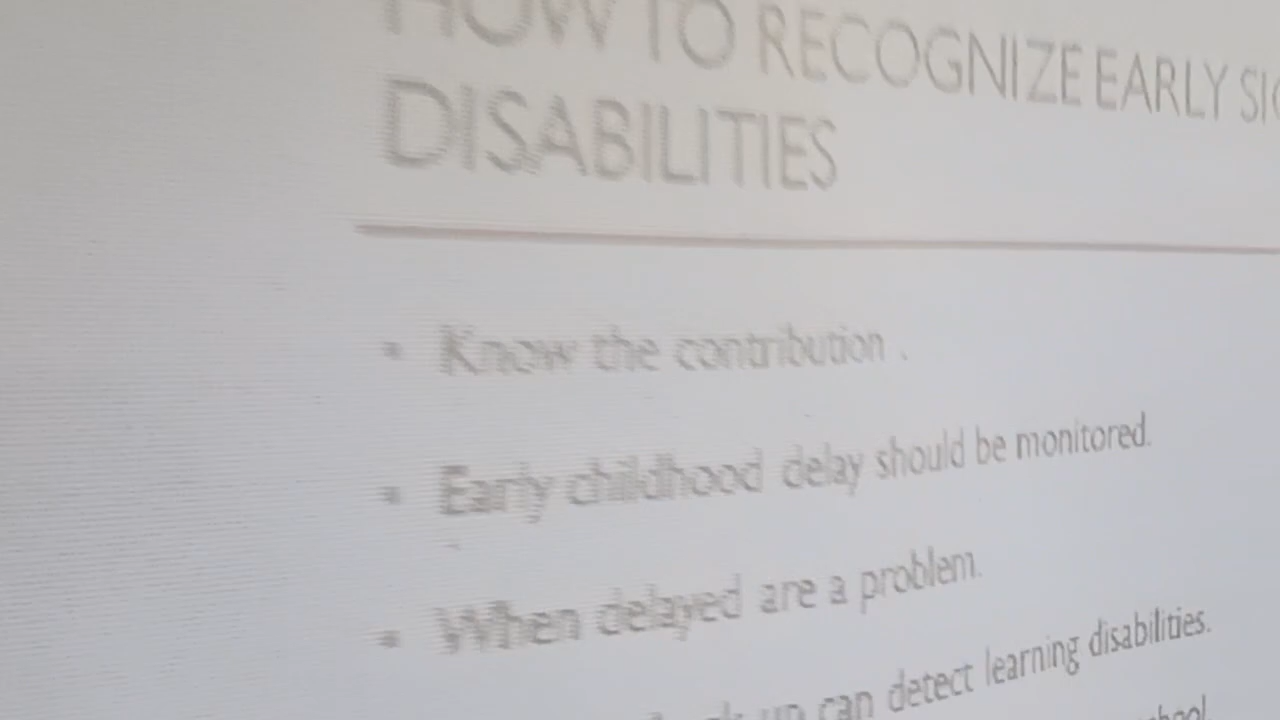 HOW TO RECOGNIZE EARLY
DISABILITIES
Know the contribution .
Early childhood delay should be monitored.
When delayed are a problem.
up can detect learning disabilities.